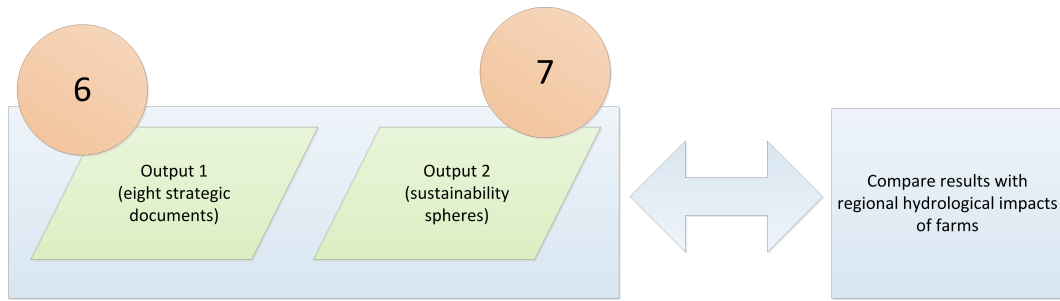 6
7
Output 1
(eight strategic
documents)
Output 2
(sustainability
spheres)
Compare results with
regional hydrological impacts
of farms